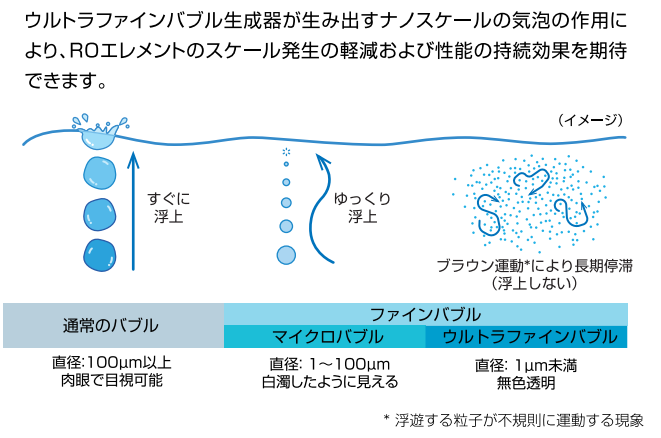 ウルトラファインバブル生成器が生み出すナノスケールの気泡の作用に
より、ROエレメントのスケール発生の軽減および性能の持続効果を期待
できます。
（イメージ）
すぐに
浮上
ゆっくり
浮上
ブラウン運動*により長期停滞
（浮上しない）
通常のバブル
ファインバブル
マイクロバブル
ウルトラファインバブル
直径：100μm以上
肉眼で目視可能
直径： 1～100μm
白濁したように見える
直径： 1μm未満
無色透明
* 浮遊する粒子が不規則に運動する現象